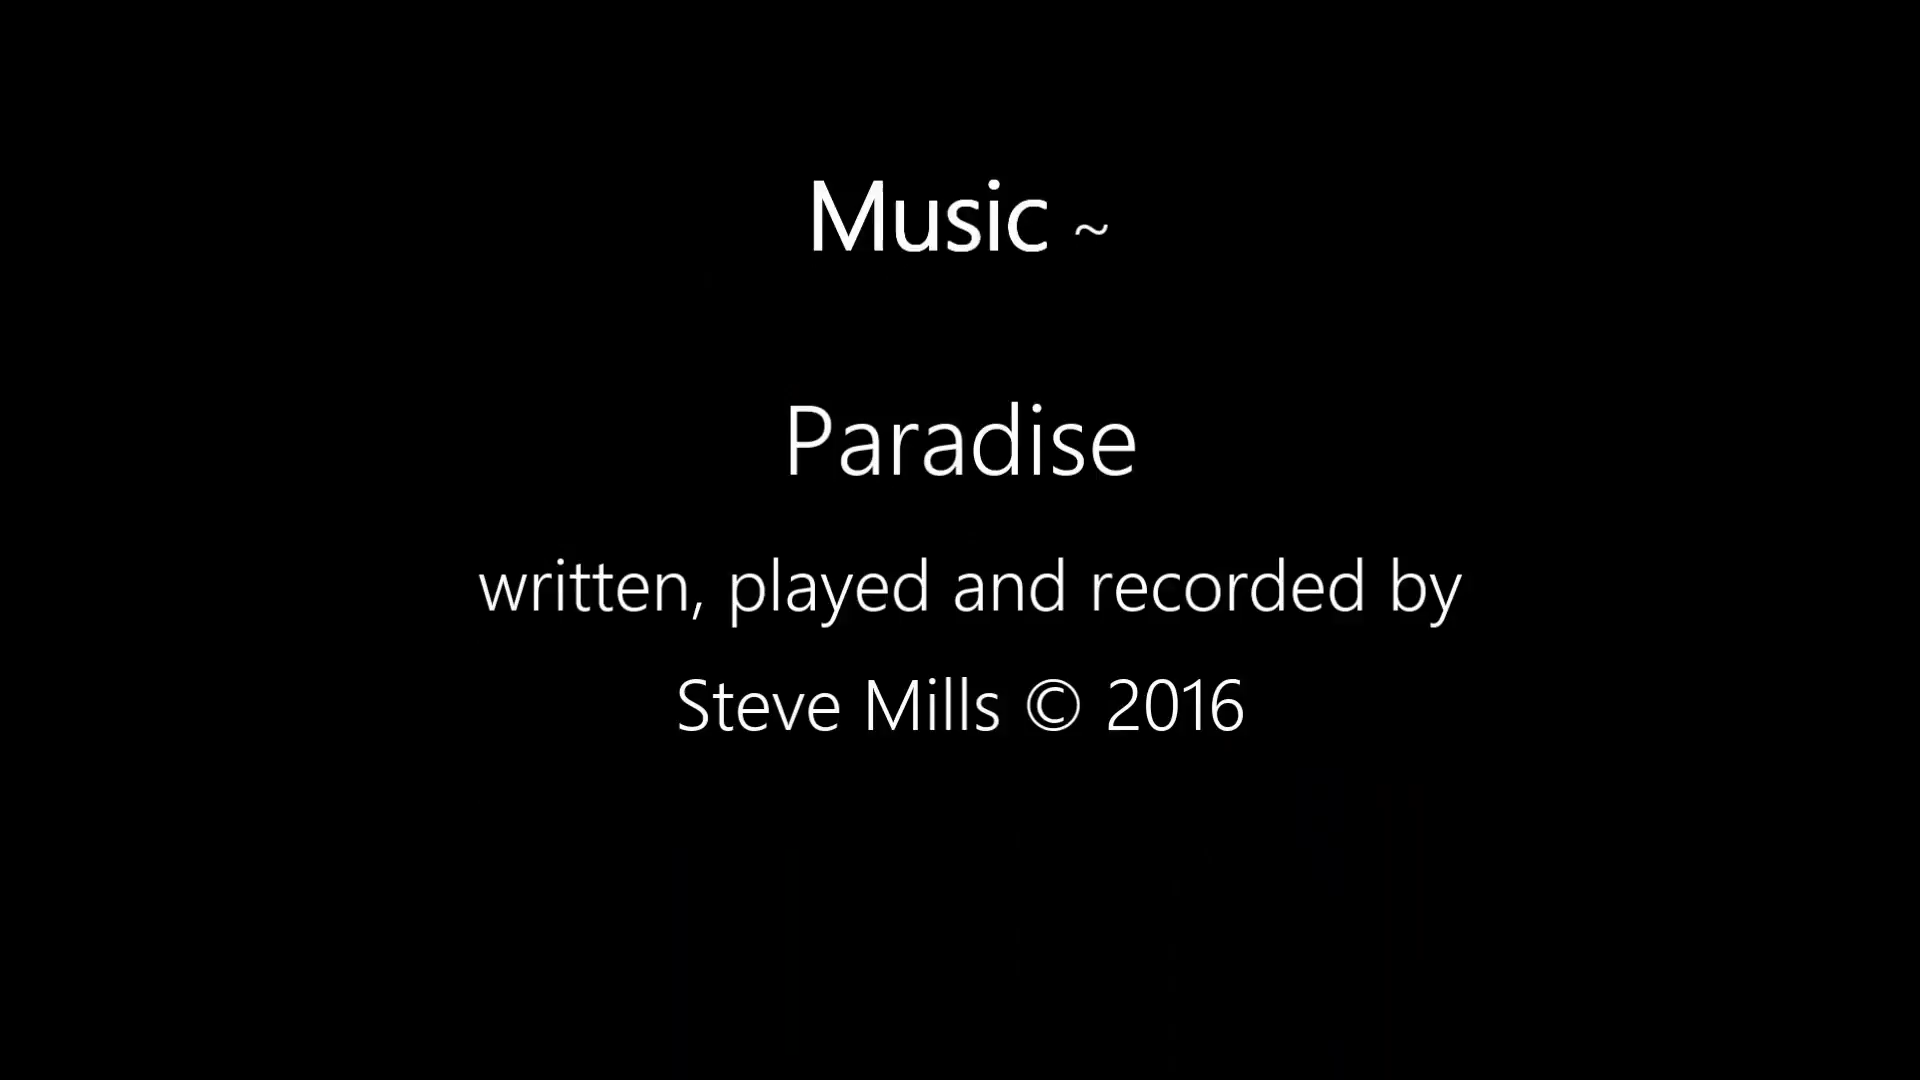 Music ~
Paradise
written, played and recorded by
Steve Mills © 2016